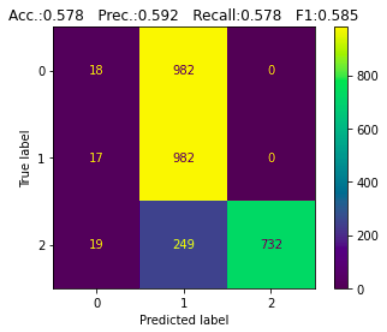 Acc.:0.578 Prec.:0.592 Recall:0.578 F1:0.585
0 18 982 0
1 17 982 0
2 19 249 732
0 1 2
Predicted label
True label
800
600
400
200
0